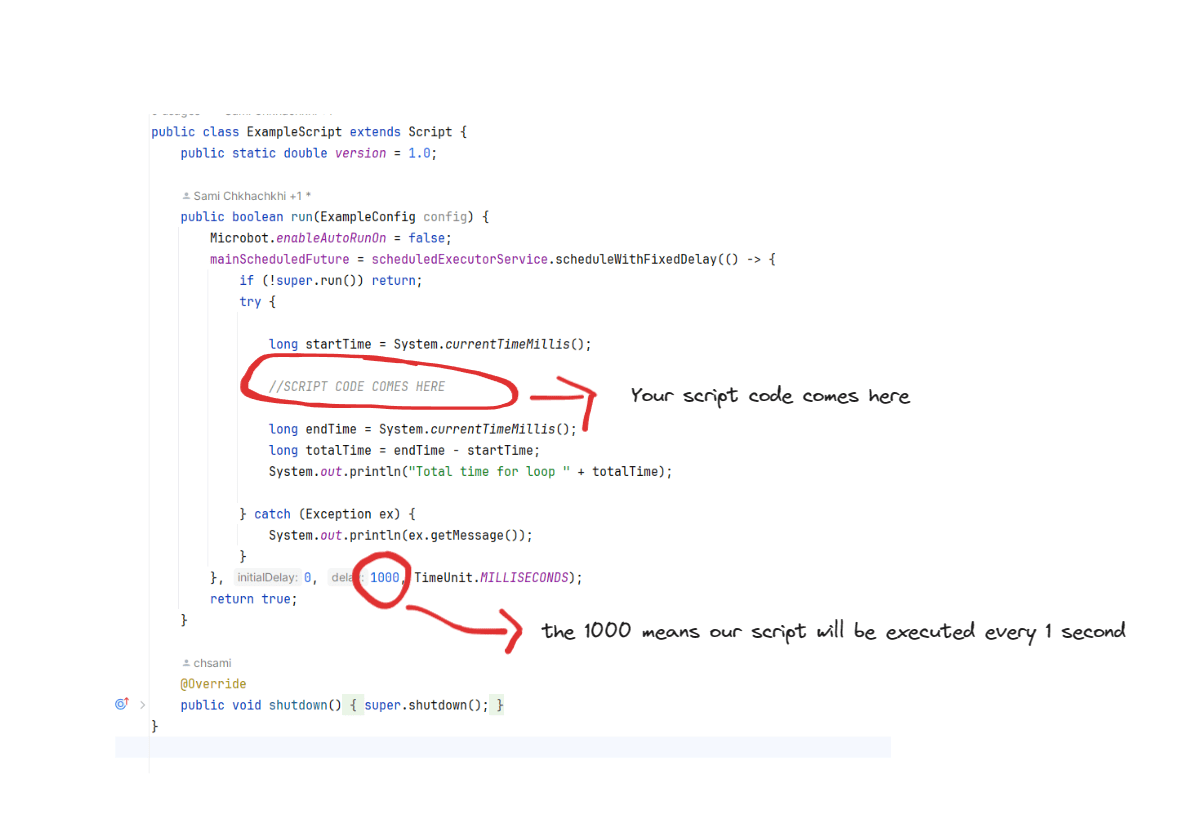 public class ExampleScript extends Script {
public static double version = 1.0;
Sami Chkhachkhi +1 *
public boolean run(ExampleConfig config) {
Microbot.enableAutoRunOn = false;
mainScheduledFuture = scheduledExecutorService.scheduleWithFixedDelay(() -> {
if (!super.run()) return;
try {
long startTime = System.currentTimeMillis();
//SCRIPT CODE COMES HERE
Your script code comes here
long endTime = System.currentTimeMillis();
long totalTime = endTime - startTime;
System.out.println("Total time for loop " + totalTime);
} catch (Exception ex) {
System.out.println(ex.getMessage());
}
}, initialDelay: 0, delay: 1000, TimeUnit.MILLISECONDS);
return true;
}
the 1000 means our script will be executed every 1 second
chsami
@Override
public void shutdown() { super.shutdown(); }
}